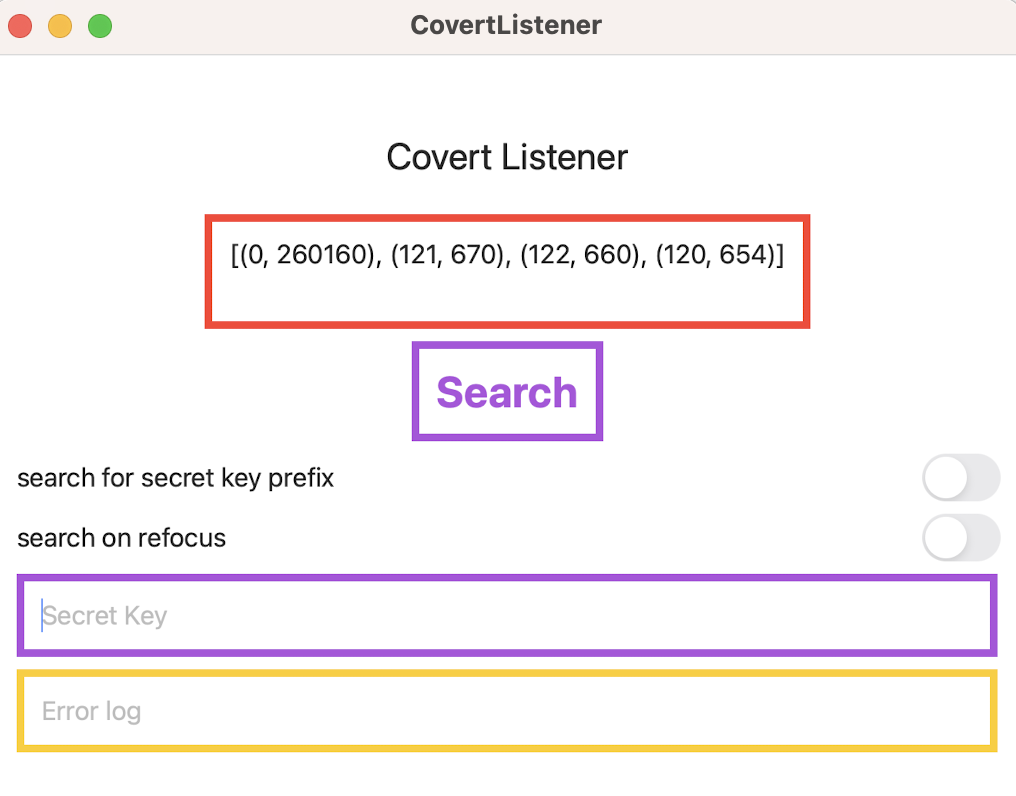 CovertListener
Covert Listener
[(0, 260160), (121, 670), (122, 660), (120, 654)]
Search
search for secret key prefix
search on refocus
Secret Key
Error log